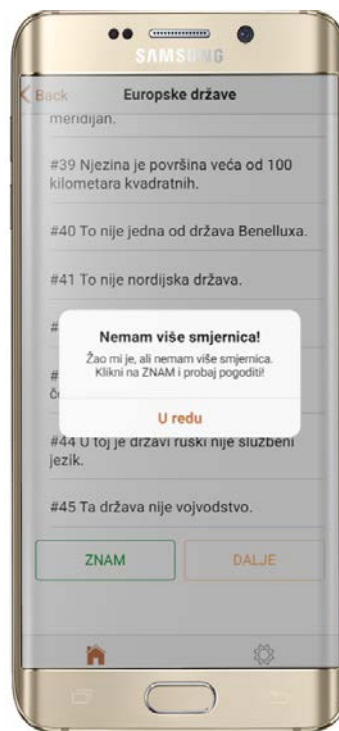 SAMSUNG
Back
Europske države
meridijan.
#39 Njezina je površina veća od 100
kilometara kvadratnih.
#40 To nije jedna od država Benelluxa.
#41 To nije nordijska država.
#
Nemam više smjernica!
Žao mi je, ali nemam više smjernica.
Klikni na ZNAM i probaj pogoditi!
U redu
#44 U toj je državi ruski nije službeni
jezik.
#45 Ta država nije vojvodstvo.
ZNAM
DALJE